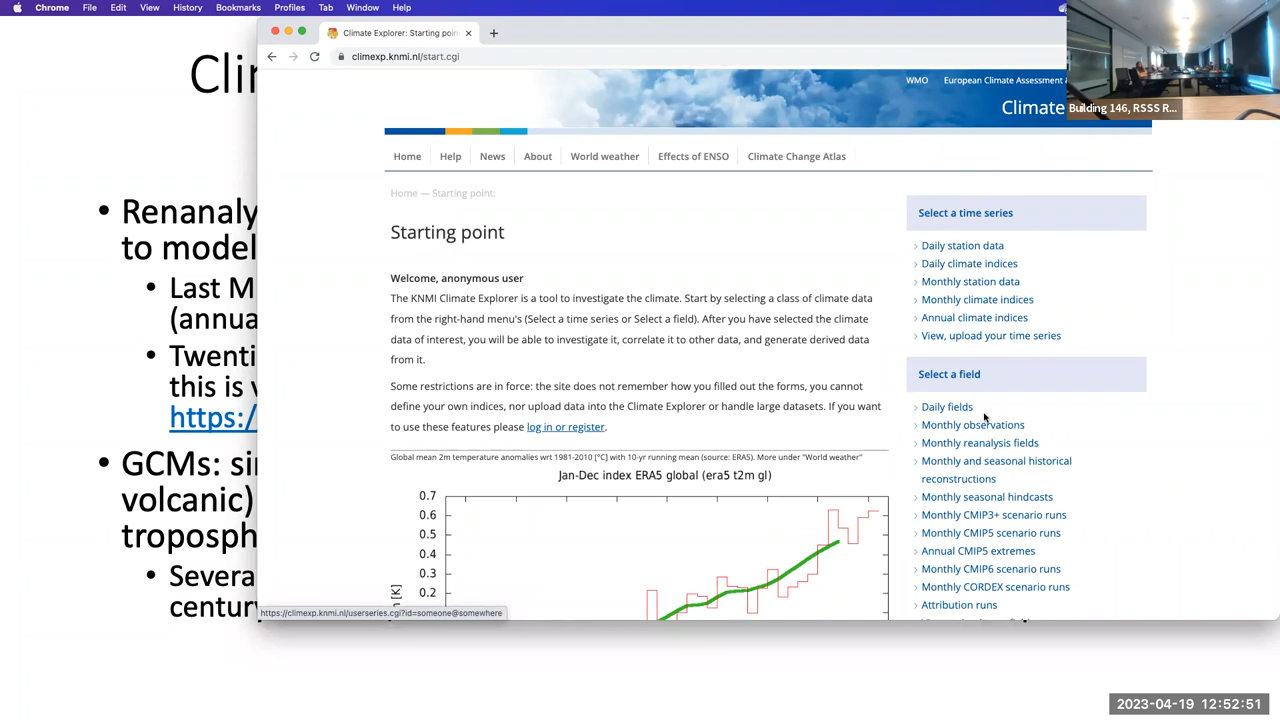 Chrome File Edit View History Bookmarks Profiles Tab Window Help
Climate Explorer: Starting poin
climexp.knmi.nl/start.cgi
WMO European Climate Assessment &
Climate
Building 146, RSSS R...
Home Help News About World weather Effects of ENSO Climate Change Atlas
Home — Starting point:
Starting point
Welcome, anonymous user
The KNMI Climate Explorer is a tool to investigate the climate. Start by selecting a class of climate data
from the right-hand menu's (Select a time series or Select a field). After you have selected the climate
data of interest, you will be able to investigate it, correlate it to other data, and generate derived data
from it.
Some restrictions are in force: the site does not remember how you filled out the forms, you cannot
define your own indices, nor upload data into the Climate Explorer or handle large datasets. If you want
to use these features please log in or register.
Global mean 2m temperature anomalies wrt 1981-2010 [°C] with 10-yr running mean (source: ERA5). More under "World weather"
Jan-Dec index ERA5 global (era5 t2m gl)
0.7
0.6
0.5
0.4
0.3
0.2
[K]
https://climexp.knmi.nl/userseries.cgi?id=someone@somewhere
Select a time series
Daily station data
Daily climate indices
Monthly station data
Monthly climate indices
Annual climate indices
View, upload your time series
Select a field
Daily fields
Monthly observations
Monthly reanalysis fields
Monthly and seasonal historical
reconstructions
Monthly seasonal hindcasts
Monthly CMIP3+ scenario runs
Monthly CMIP5 scenario runs
Annual CMIP5 extremes
Monthly CMIP6 scenario runs
Monthly CORDEX scenario runs
Attribution runs
Cli
• Renanaly
to model
• Last M
(annua
• Twenti
this is v
https:/
• GCMs: si
volcanic)
troposph
• Severa
century
2023-04-19 12:52:51